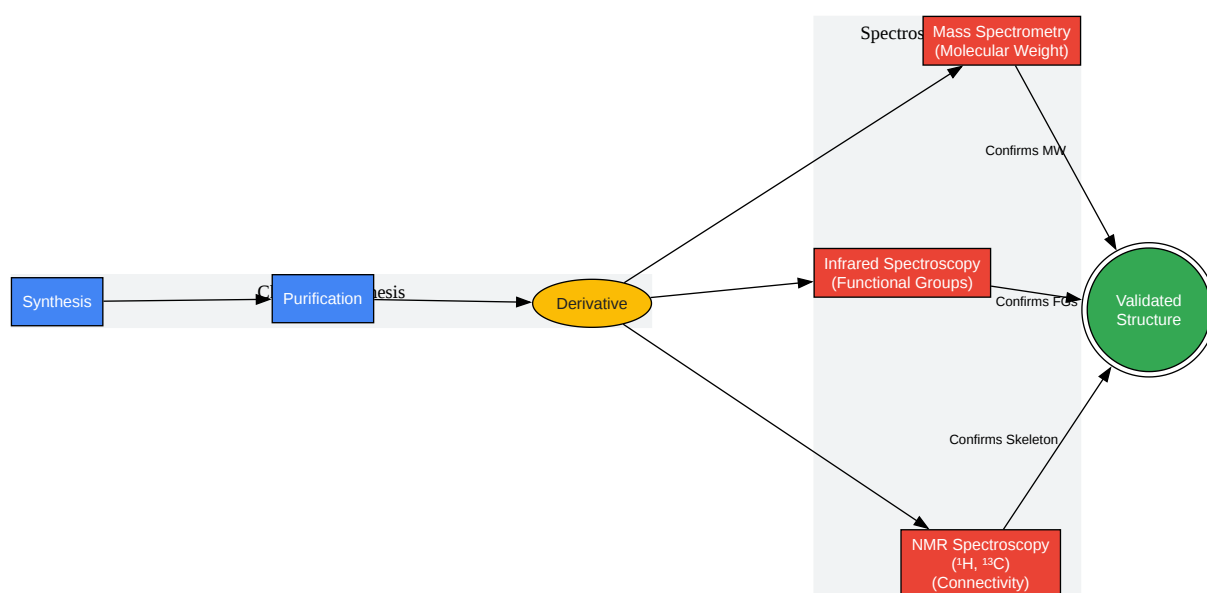 Mass Spectrometry
(Molecular Weight)
Confirms MW
Infrared Spectroscopy
(Functional Groups)
Confirms FGs
Synthesis
Purification
Derivative
Validated
Structure
Confirms Skeleton
NMR Spectroscopy
(¹H, ¹³C)
(Connectivity)